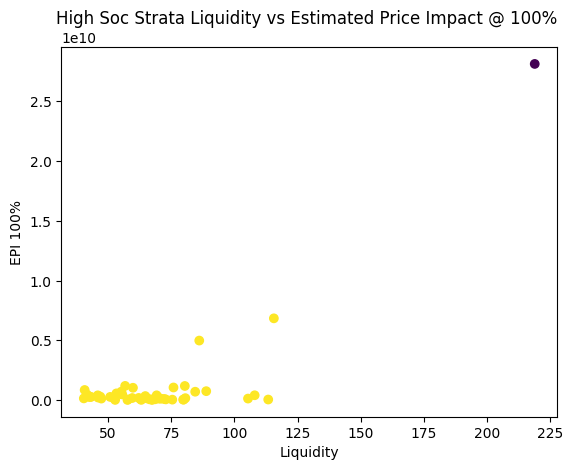 High Soc Strata Liquidity vs Estimated Price Impact @ 100%
1e10
2.5
2.0
1.5
1.0
0.5
0.0
EPI 100%
50 75 100 125 150 175 200 225
Liquidity